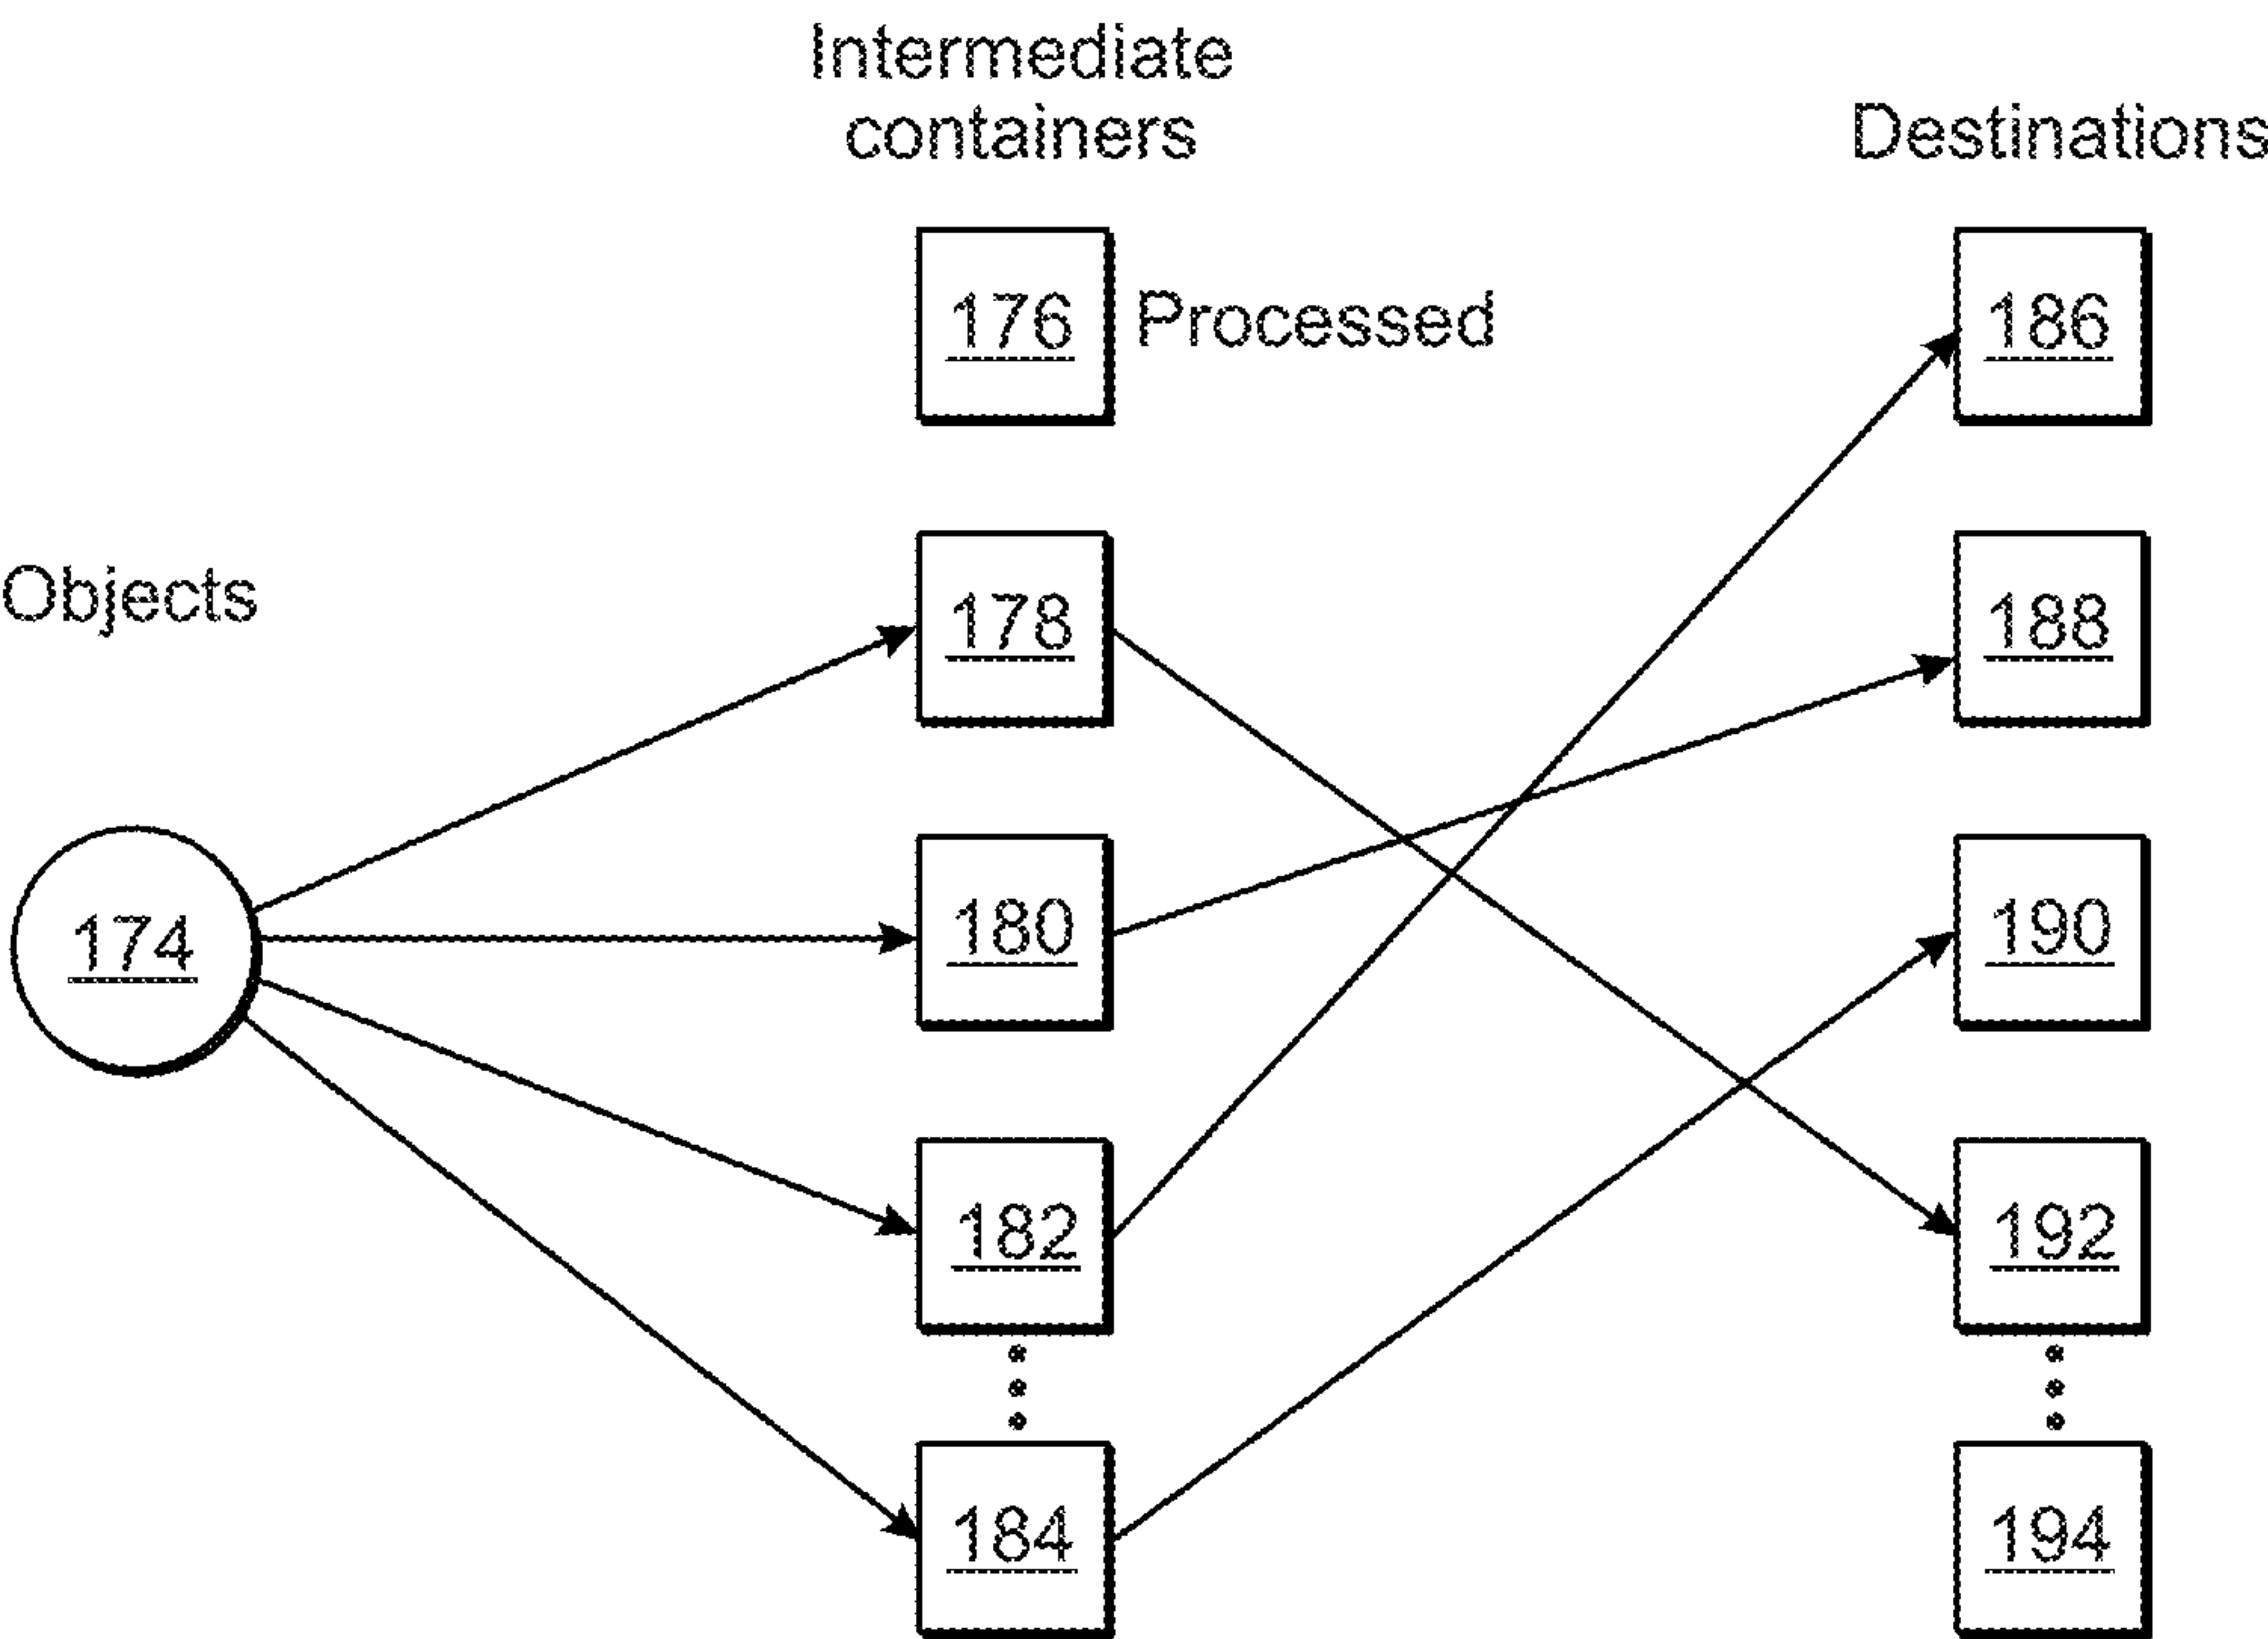 Intermediate
containers
Destinations
176 Processed
186
Objects
178
188
174
180
190
182
192
184
194